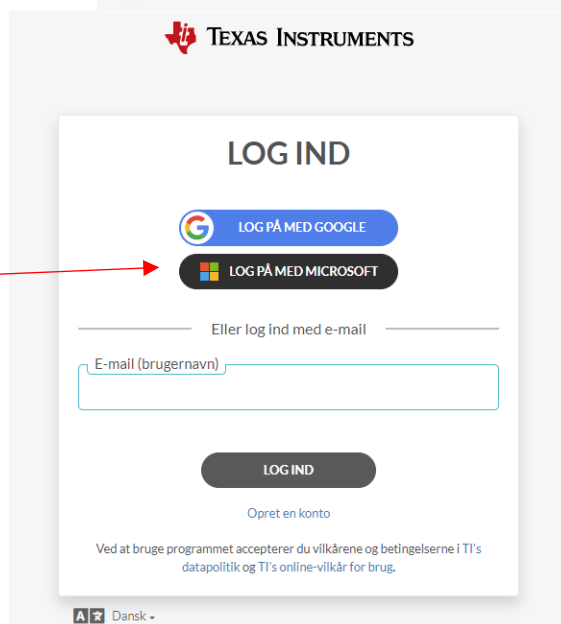 TEXAS INSTRUMENTS
LOG IND
LOG PÅ MED GOOGLE
LOG PÅ MED MICROSOFT
Eller log ind med e-mail
E-mail (brugernavn)
LOG IND
Opret en konto
Ved at bruge programmet accepterer du vilkårene og betingelserne i TI's
datapolitik og TI's online-vilkår for brug.
Dansk